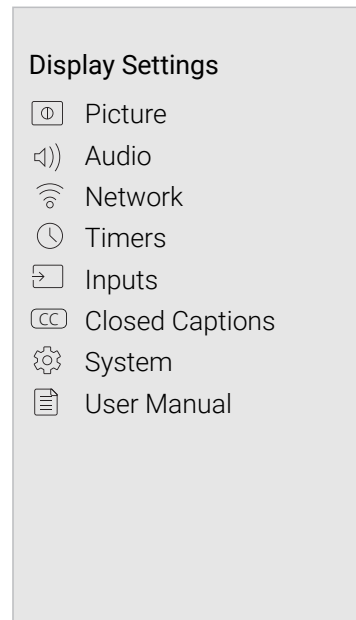 Display Settings
Picture
Audio
Network
Timers
Inputs
CC Closed Captions
System
User Manual